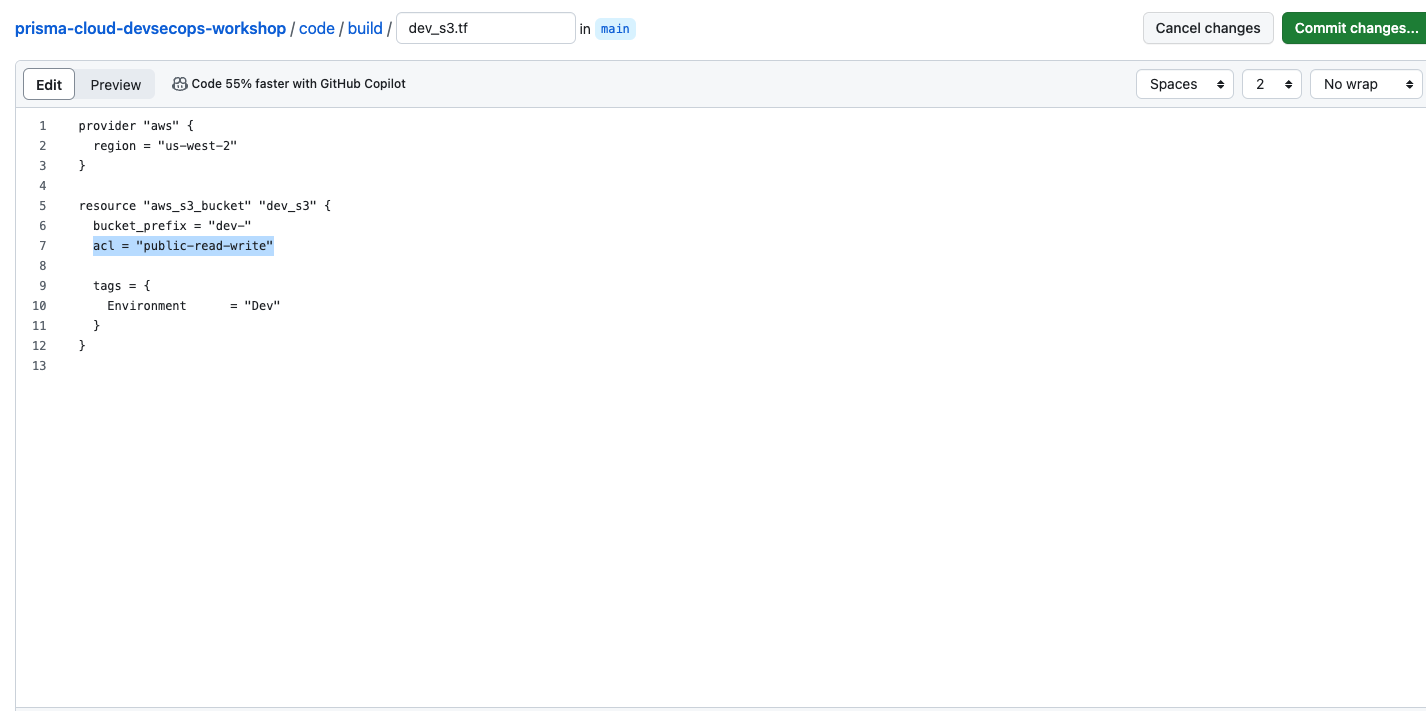 prisma-cloud-devsecops-workshop / code / build / dev_s3.tf in main Cancel changes Commit changes...
Edit Preview Code 55% faster with GitHub Copilot Spaces 2 No wrap
1 provider "aws" {
2   region = "us-west-2"
3 }
4
5 resource "aws_s3_bucket" "dev_s3" {
6   bucket_prefix = "dev-"
7   acl = "public-read-write"
8
9   tags = {
10     Environment      = "Dev"
11   }
12 }
13